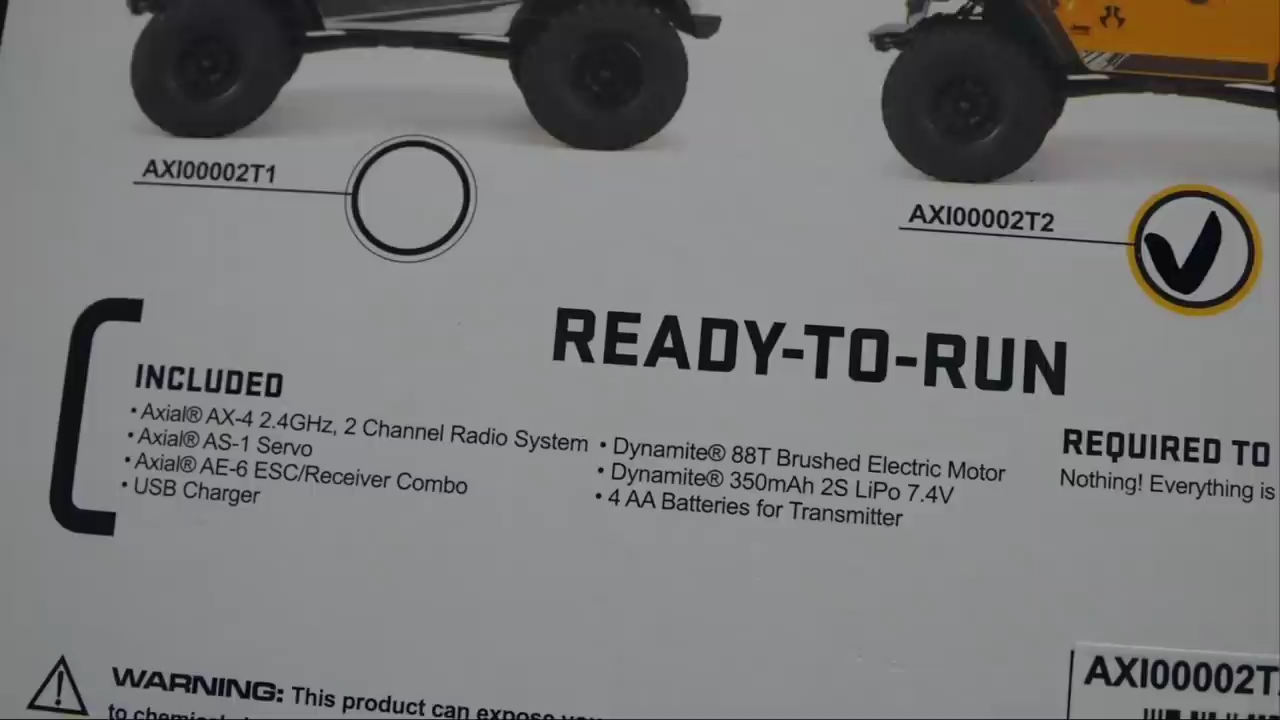 AXI00002T1
AXI00002T2
READY-TO-RUN
INCLUDED
• Axial® AX-4 2.4GHz, 2 Channel Radio System
• Axial® AS-1 Servo
• Axial® AE-6 ESC/Receiver Combo
• USB Charger
• Dynamite® 88T Brushed Electric Motor
• Dynamite® 350mAh 2S LiPo 7.4V
• 4 AA Batteries for Transmitter
REQUIRED TO
Nothing! Everything is
WARNING: This product can expose
to
AXI00002T